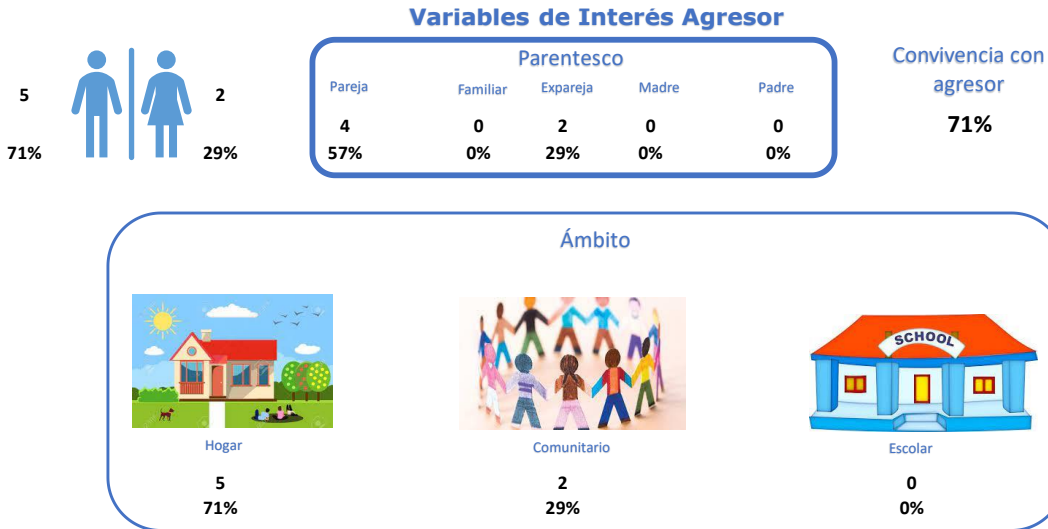 Variables de Interés Agresor
5
2
71%
29%
Parentesco
Pareja Familiar Expareja Madre Padre
4 0 2 0 0
57% 0% 29% 0% 0%
Convivencia con
agresor
71%
Ámbito
SCHOOL
Hogar Comunitario Escolar
5 2 0
71% 29% 0%